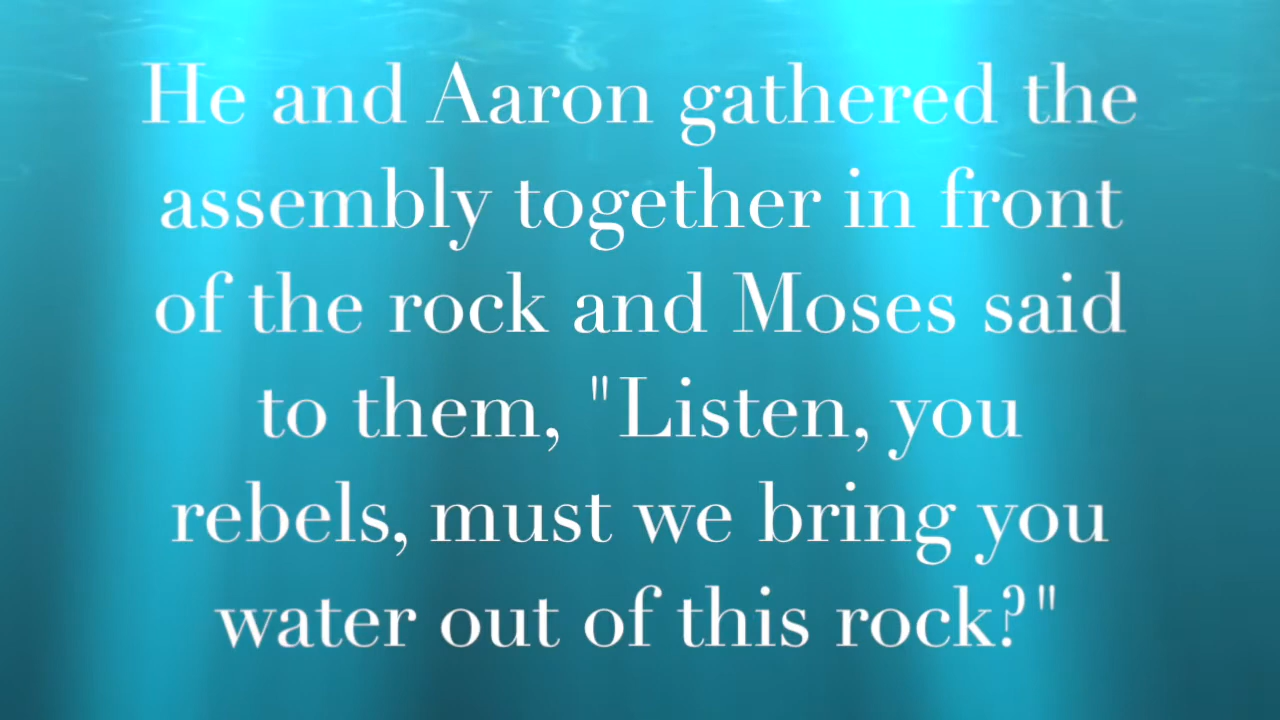 He and Aaron gathered the
assembly together in front
of the rock and Moses said
to them, "Listen, you
rebels, must we bring you
water out of this rock?"